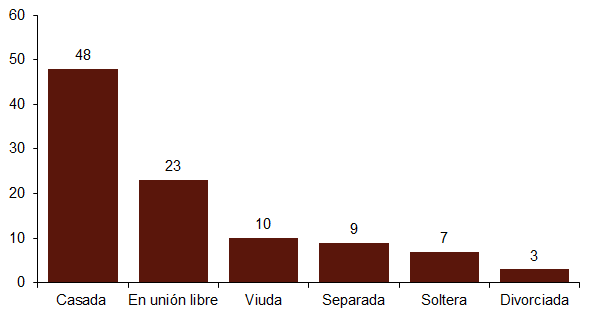 60
50
40
30
20
10
0
48
23
10
9
7
3
Casada
En unión libre
Viuda
Separada
Soltera
Divorciada